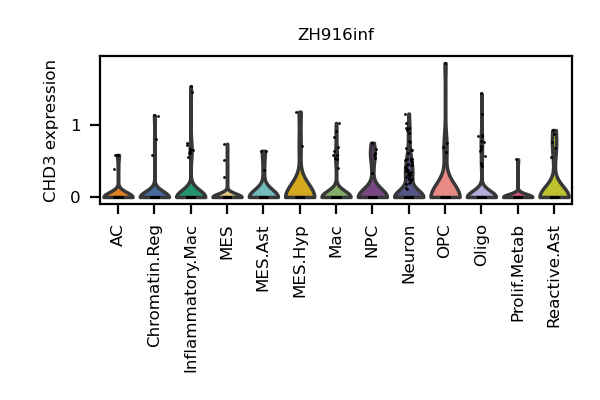 ZH916inf
CHD3 expression
1
0
AC
Chromatin.Reg
Inflammatory.Mac
MES
MES.Ast
MES.Hyp
Mac
NPC
Neuron
OPC
Oligo
Prolif.Metab
Reactive.Ast